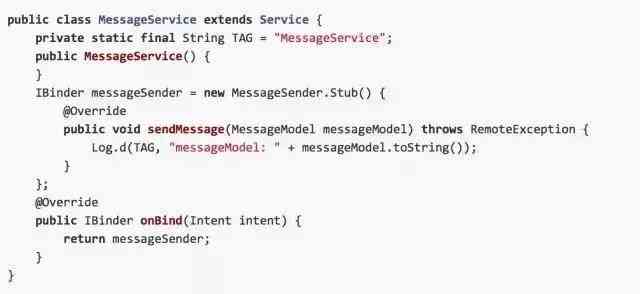 public class MessageService extends Service {
    private static final String TAG = "MessageService";
    public MessageService() {
    }
    IBinder messageSender = new MessageSender.Stub() {
        @Override
        public void sendMessage(MessageModel messageModel) throws RemoteException {
            Log.d(TAG, "messageModel: " + messageModel.toString());
        }
    };
    @Override
    public IBinder onBind(Intent intent) {
        return messageSender;
    }
}